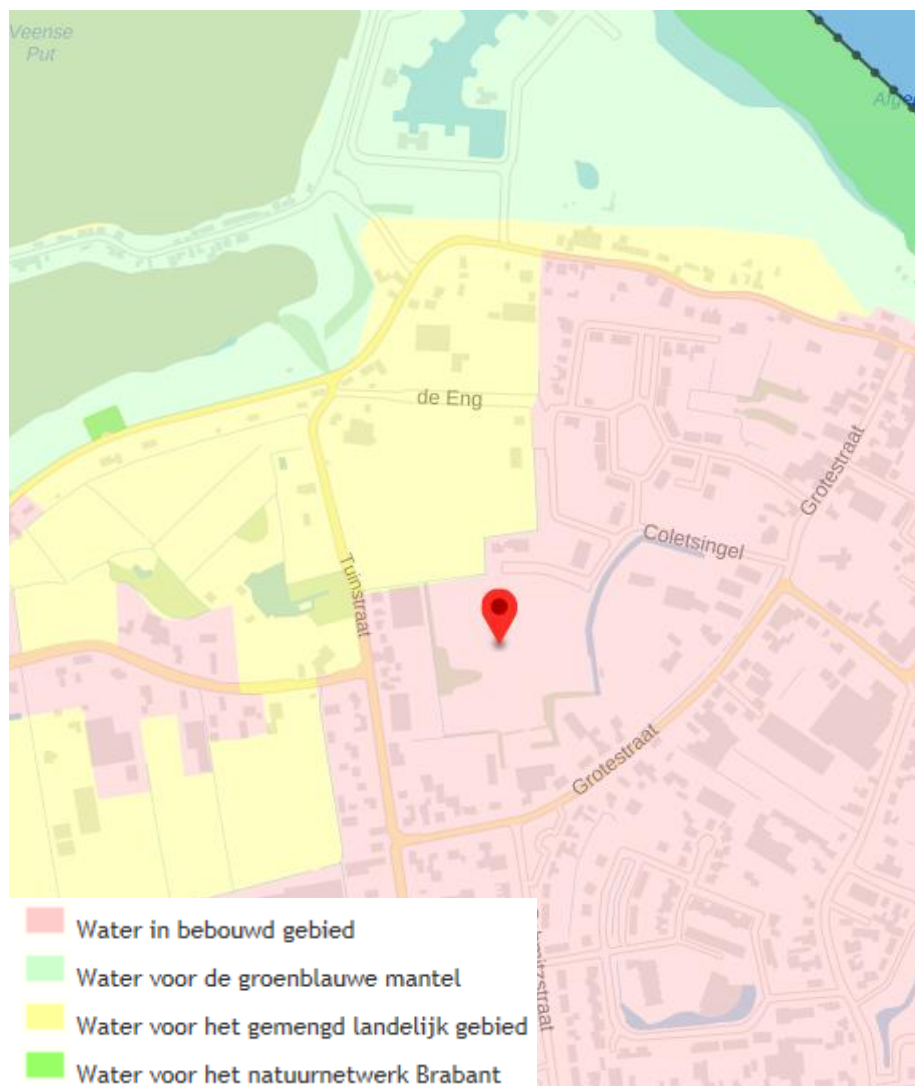 Veense
Put
de Eng
Grotestraat
Coletsingel
Tuinstraat
Grotestraat
Water in bebouwd gebied
Water voor de groenblauwe mantel
Water voor het gemengd landelijk gebied
Water voor het natuurnetwerk Brabant